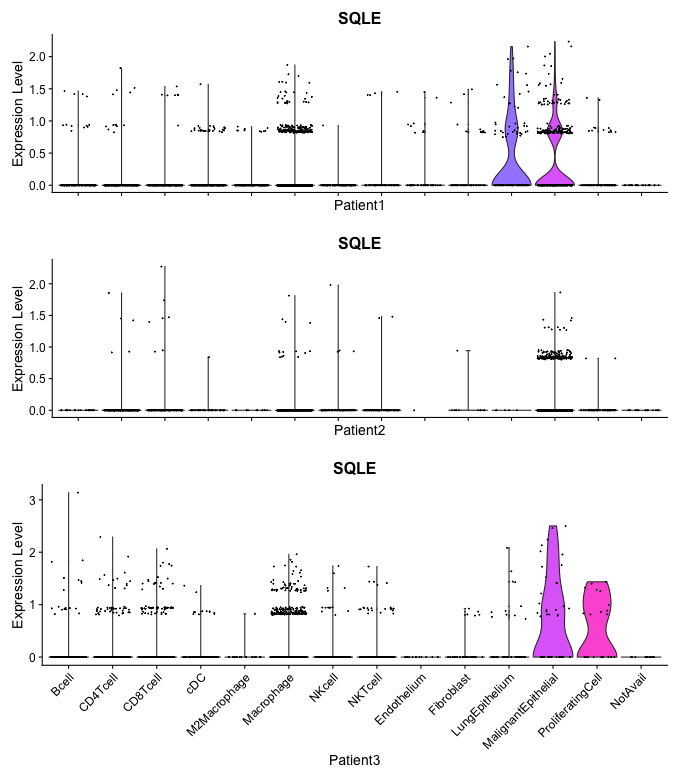 SQLE
Expression Level
2.0
1.5
1.0
0.5
0.0
Patient1
SQLE
Expression Level
2.0
1.5
1.0
0.5
0.0
Patient2
SQLE
Expression Level
3
2
1
0
Bcell
CD4Tcell
CD8Tcell
cDC
M2Macrophage
Macrophage
NKcell
NKTcell
Endothelium
Fibroblast
LungEpithelium
MalignantEpithelial
ProliferatingCell
NotAvail
Patient3